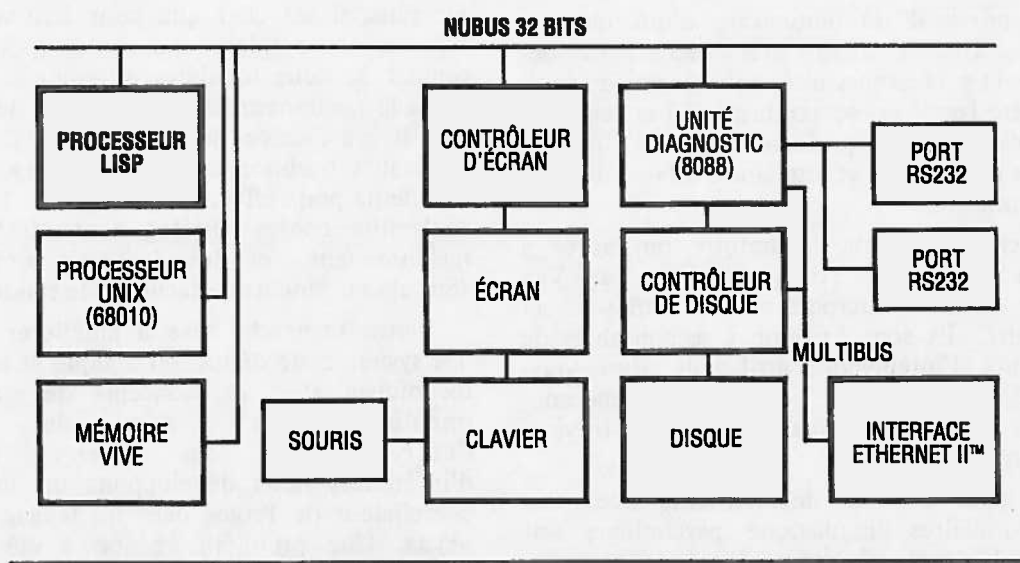 NUBUS 32 BITS
PROCESSEUR
LISP
CONTRÔLEUR
D'ÉCRAN
UNITÉ
DIAGNOSTIC
(8088)
PORT
RS232
PROCESSEUR
UNIX
(68010)
ÉCRAN
CONTRÔLEUR
DE DISQUE
PORT
RS232
MULTIBUS
MÉMOIRE
VIVE
SOURIS
CLAVIER
DISQUE
INTERFACE
ETHERNET II™